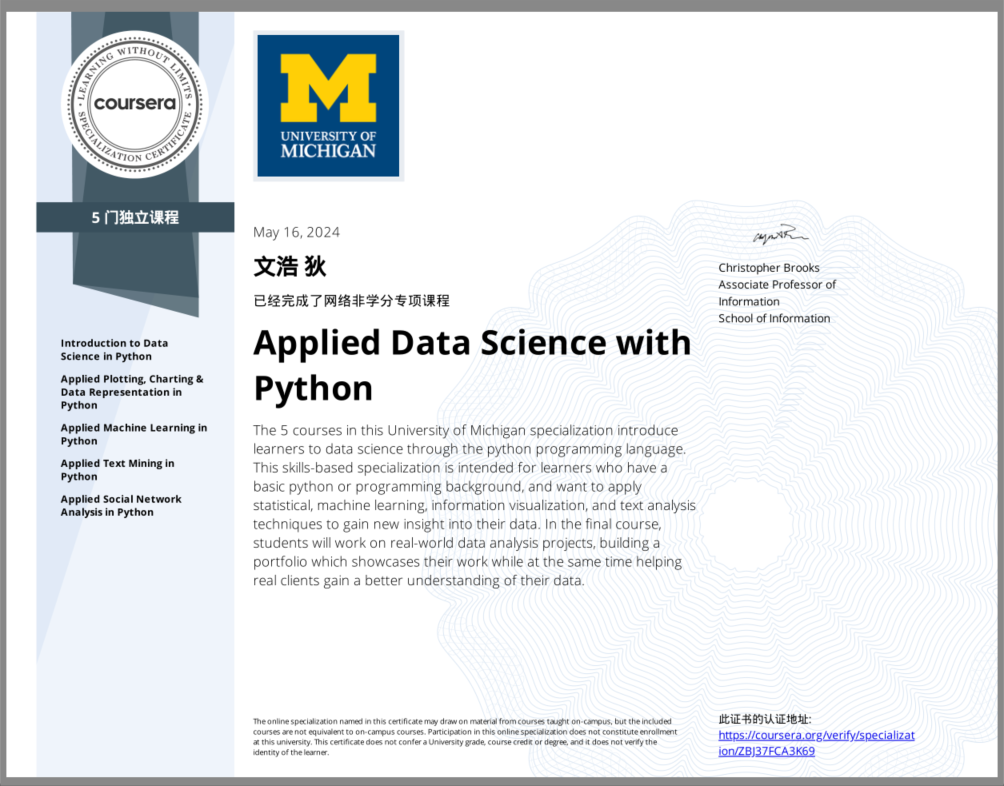 LEARNING WITHOUT LIMITS
coursera
SPECIALIZATION CERTIFICATE
5 门独立课程
Introduction to Data
Science in Python
Applied Plotting, Charting &
Data Representation in
Python
Applied Machine Learning in
Python
Applied Text Mining in
Python
Applied Social Network
Analysis in Python
M
UNIVERSITY OF
MICHIGAN
May 16, 2024
文浩 狄
已经完成了网络非学分专项课程
Applied Data Science with
Python
The 5 courses in this University of Michigan specialization introduce
learners to data science through the python programming language.
This skills-based specialization is intended for learners who have a
basic python or programming background, and want to apply
statistical, machine learning, information visualization, and text analysis
techniques to gain new insight into their data. In the final course,
students will work on real-world data analysis projects, building a
portfolio which showcases their work while at the same time helping
real clients gain a better understanding of their data.
Christopher Brooks
Associate Professor of
Information
School of Information
The online specialization named in this certificate may draw on material from courses taught on-campus, but the included
courses are not equivalent to on-campus courses. Participation in this online specialization does not constitute enrollment
at this university. This certificate does not confer a University grade, course credit or degree, and it does not verify the
identity of the learner.
此证书的认证地址:
https://coursera.org/verify/specializat
ion/ZBJ37FCA3K69